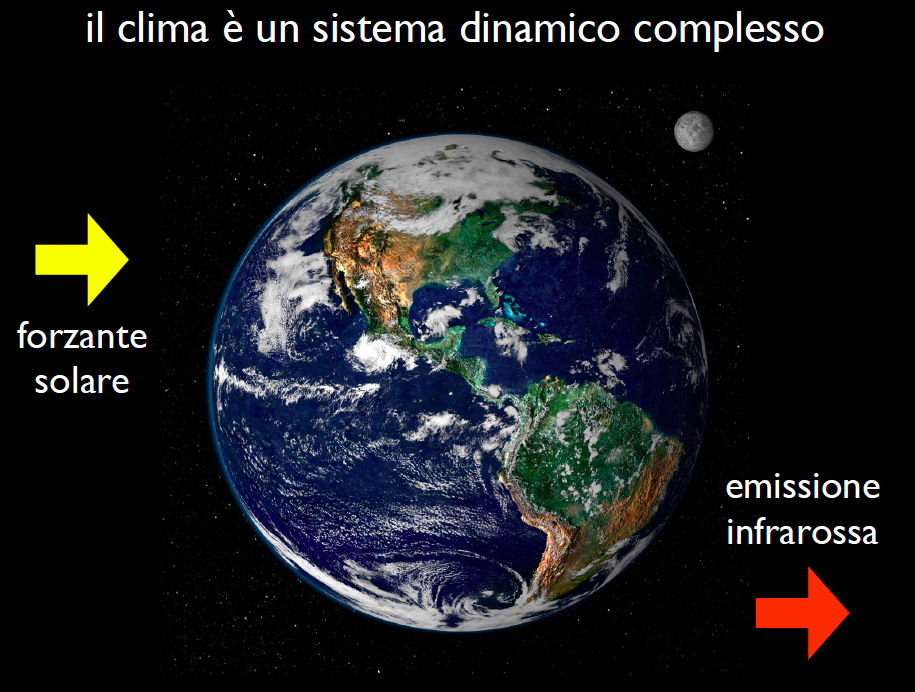 il clima è un sistema dinamico complesso
forzante
solare
emissione
infrarossa